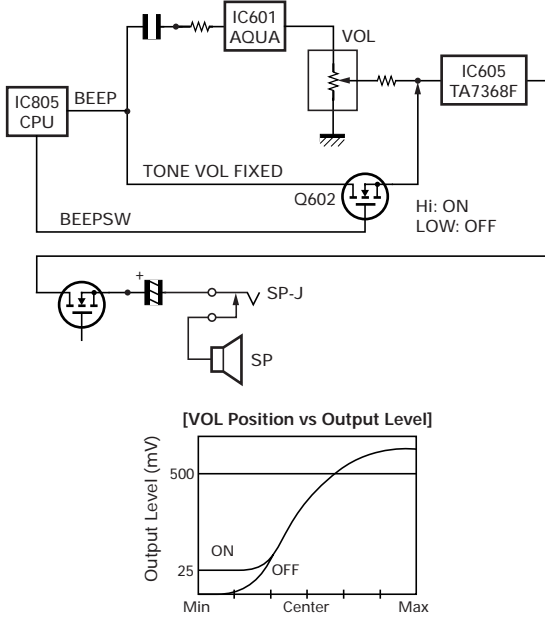 IC601
AQUA
VOL
IC605
TA7368F
IC805
CPU
BEEP
TONE VOL FIXED
Q602
Hi: ON
LOW: OFF
BEEPSW
+
SP-J
SP
[VOL Position vs Output Level]
Output Level (mV)
500
ON
25
OFF
Min
Center
Max